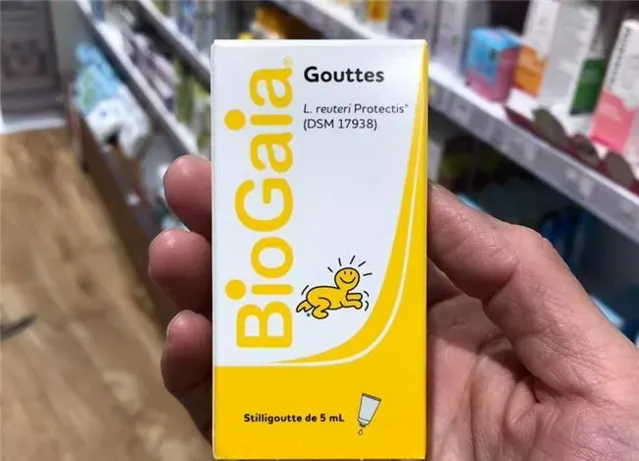 BioGaia®
Gouttes
L. reuteri Protectis®
(DSM 17938)
Stilligoutte de 5 mL